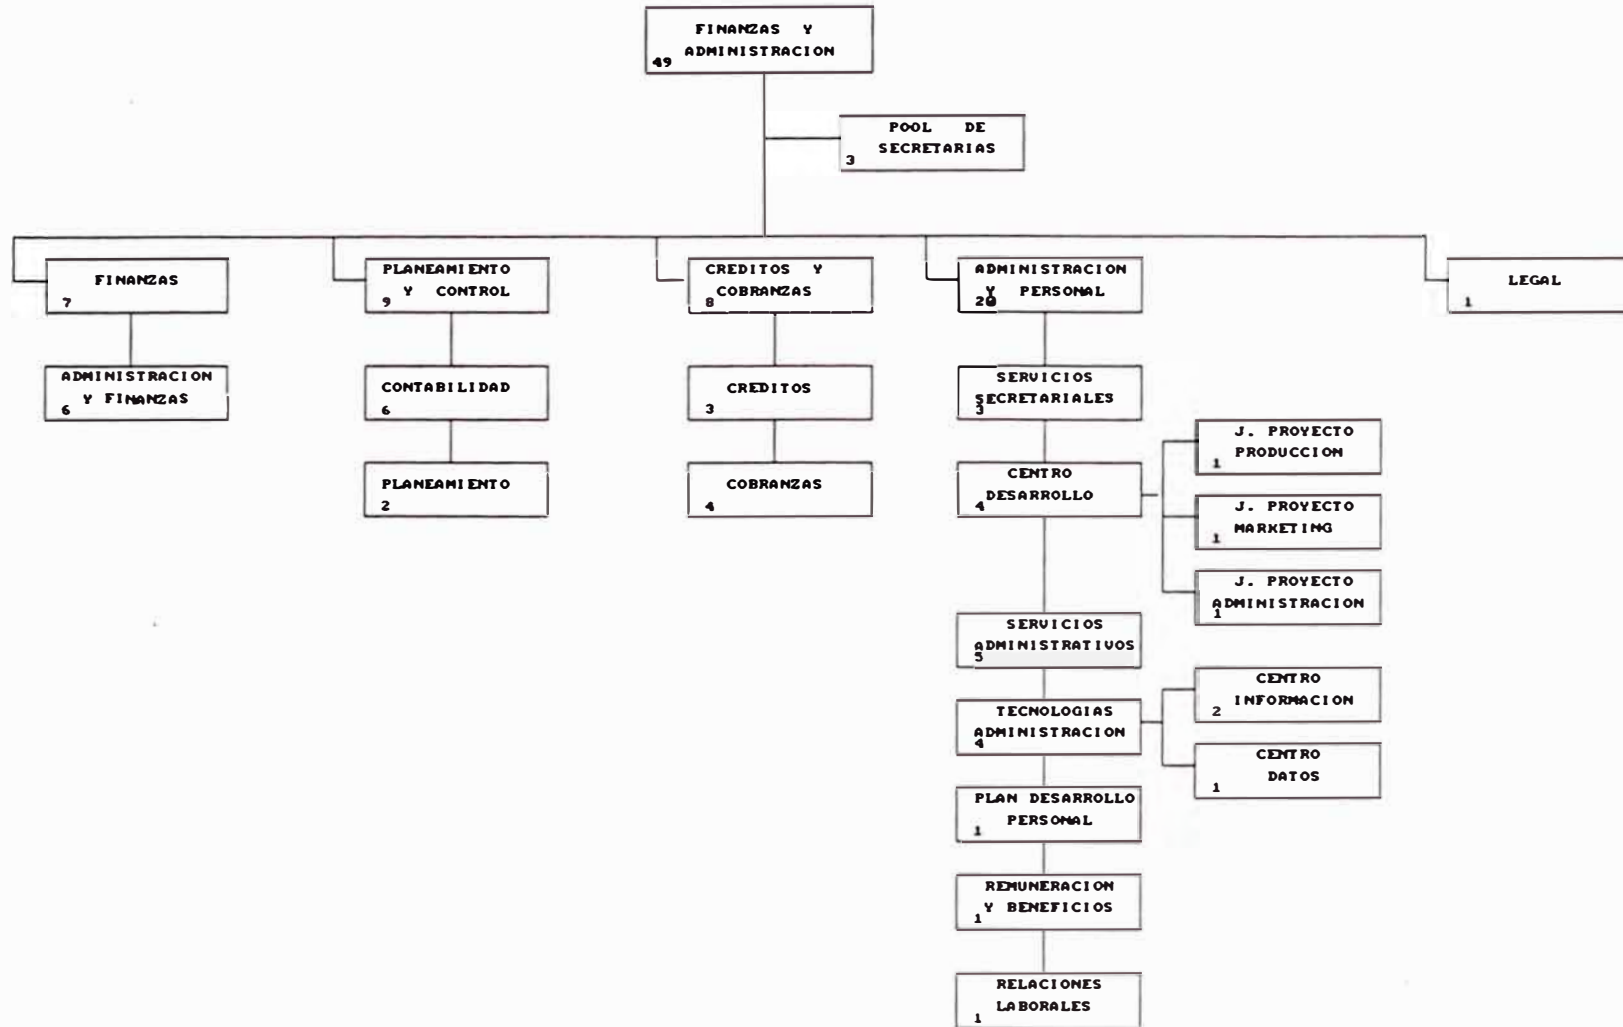 FINANZAS Y
ADMINISTRACION
49
POOL DE
SECRETARIAS
3
FINANZAS
7
PLANEAMIENTO
Y CONTROL
9
CREDITOS Y
COBRANZAS
8
ADMINISTRACION
Y PERSONAL
20
LEGAL
1
ADMINISTRACION
Y FINANZAS
6
CONTABILIDAD
6
CREDITOS
3
SERVICIOS
SECRETARIALES
3
J. PROYECTO
PRODUCCION
1
PLANEAMIENTO
2
COBRANZAS
4
CENTRO
DESARROLLO
4
J. PROYECTO
MARKETING
1
J. PROYECTO
ADMINISTRACION
1
SERVICIOS
ADMINISTRATIVOS
5
CENTRO
INFORMACION
2
TECNOLOGIAS
ADMINISTRACION
4
CENTRO
DATOS
1
PLAN DESARROLLO
PERSONAL
1
REMUNERACION
Y BENEFICIOS
1
RELACIONES
LABORALES
1